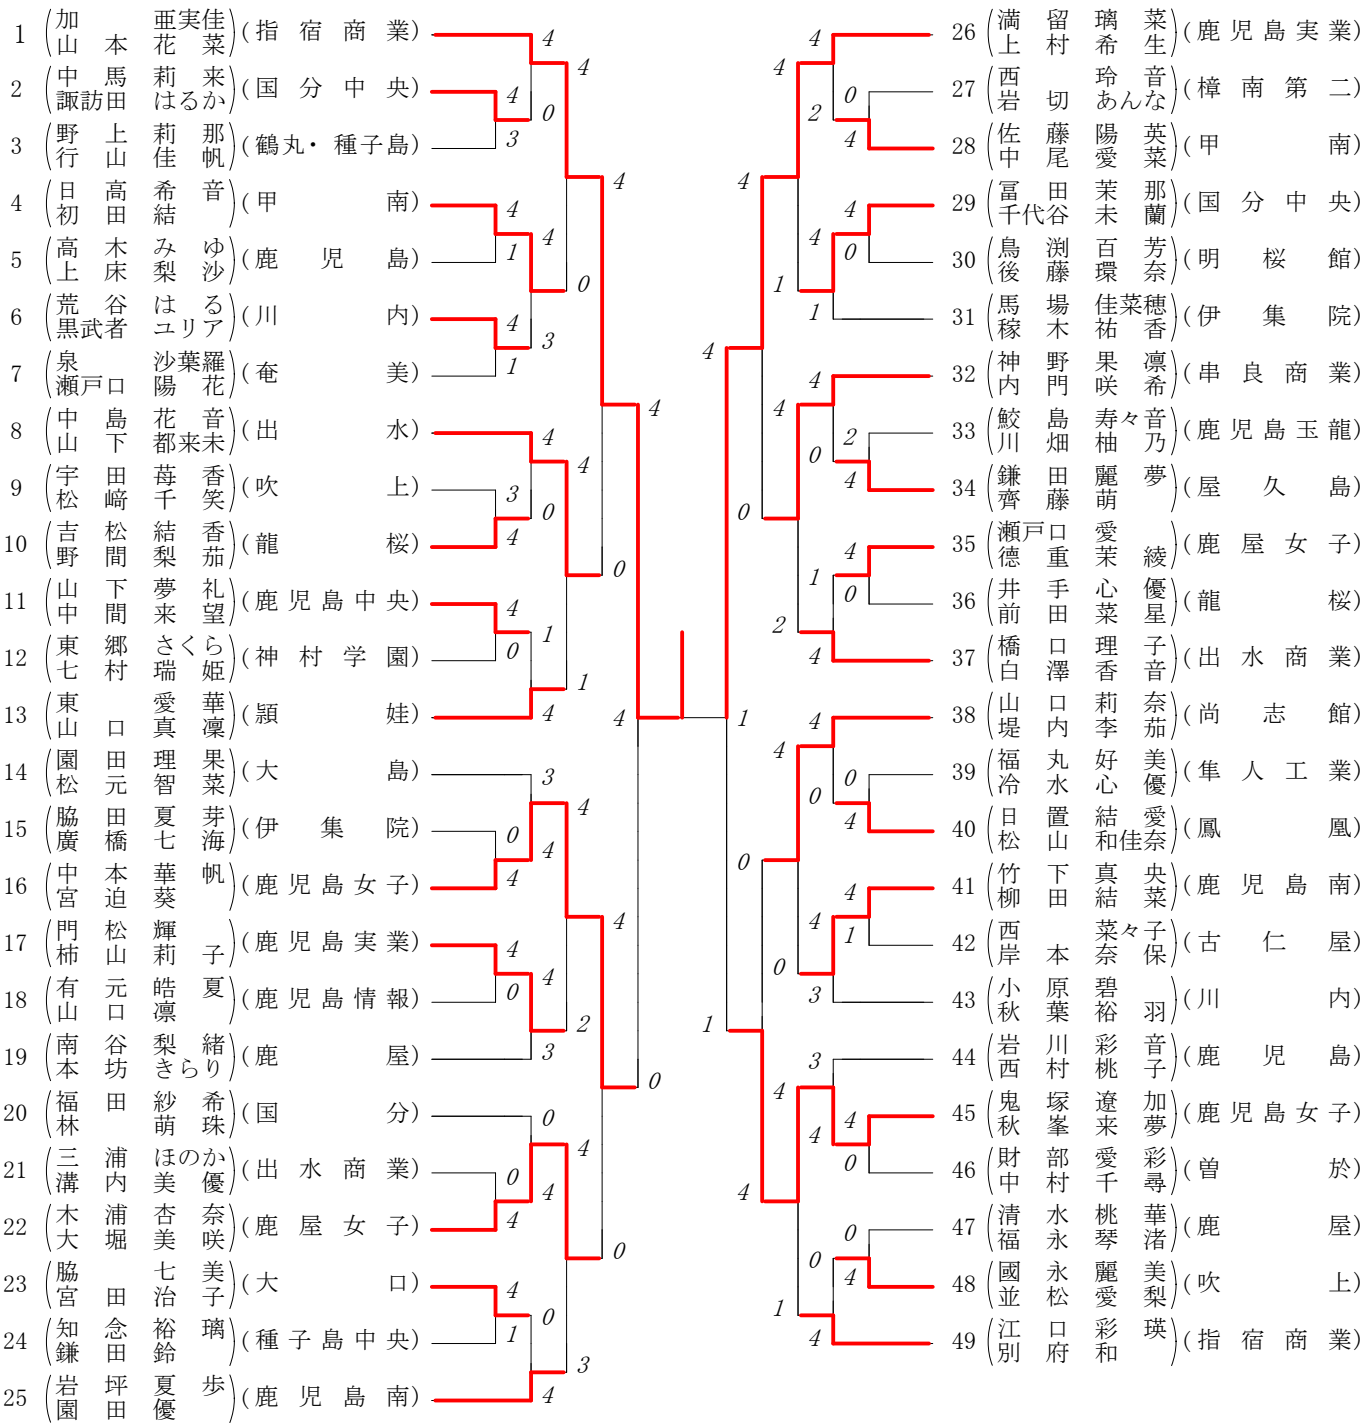 1 加 亜実佳 (指宿商業)
山本花菜
2 中馬莉来 (国分中央)
諏訪田 はるか
3 野上莉那 (鶴丸・種子島)
行山佳帆
4 日高希音 (甲南)
初田結
5 高木みゆ (鹿児島)
上床梨沙
6 荒谷はる (川内)
黒武者 ユリア
7 泉 沙葉羅 (奄美)
瀬戸口 陽花
8 中島花音 (出水)
山下 都来未
9 宇田苺香 (吹上)
松﨑千笑
10 吉松結香 (龍桜)
野間梨茄
11 山下夢礼 (鹿児島中央)
中間来望
12 東郷 さくら (神村学園)
七村瑞姫
13 東 愛華 (頴娃)
山口真凜
14 園田理果 (大島)
松元智菜
15 脇田夏芽 (伊集院)
廣橋七海
16 中本華帆 (鹿児島女子)
宮迫葵
17 門松輝 (鹿児島実業)
柿山莉子
18 有元皓夏 (鹿児島情報)
山口凛
19 南谷梨緒 (鹿屋)
本坊 きらり
20 福田紗希 (国分)
林 萌珠
21 三浦 ほのか (出水商業)
溝内美優
22 木浦杏奈 (鹿屋女子)
大堀美咲
23 脇 七美 (大口)
宮田治子
24 知念裕璃 (種子島中央)
鎌田鈴
25 岩坪夏歩 (鹿児島南)
園田優
26 満留璃菜 (鹿児島実業)
上村希生
27 西 玲音 (樟南第二)
岩切 あんな
28 佐藤陽英 (甲南)
中尾愛菜
29 冨田茉那 (国分中央)
千代谷 未蘭
30 鳥渕百芳 (明桜館)
後藤環奈
31 馬場 佳菜穂 (伊集院)
稼木祐香
32 神野果凛 (串良商業)
内門咲希
33 鮫島 寿々音 (鹿児島玉龍)
川畑柚乃
34 鎌田麗夢 (屋久島)
齊藤萌
35 瀬戸口 愛 (鹿屋女子)
德重茉綾
36 井手心優 (龍桜)
前田菜星
37 橋口理子 (出水商業)
白澤香音
38 山口莉奈 (尚志館)
堤内李茄
39 福丸好美 (隼人工業)
冷水心優
40 日置結愛 (鳳凰)
松山 和佳奈
41 竹下真央 (鹿児島南)
柳田結菜
42 西 菜々子 (古仁屋)
岸本奈保
43 小原碧 (川内)
秋葉裕羽
44 岩川彩音 (鹿児島)
西村桃子
45 鬼塚遼加 (鹿児島女子)
秋峯来夢
46 財部愛彩 (曽於)
中村千尋
47 清水桃華 (鹿屋)
福永琴渚
48 國永麗美 (吹上)
並松愛梨
49 江口彩瑛 (指宿商業)
別府和